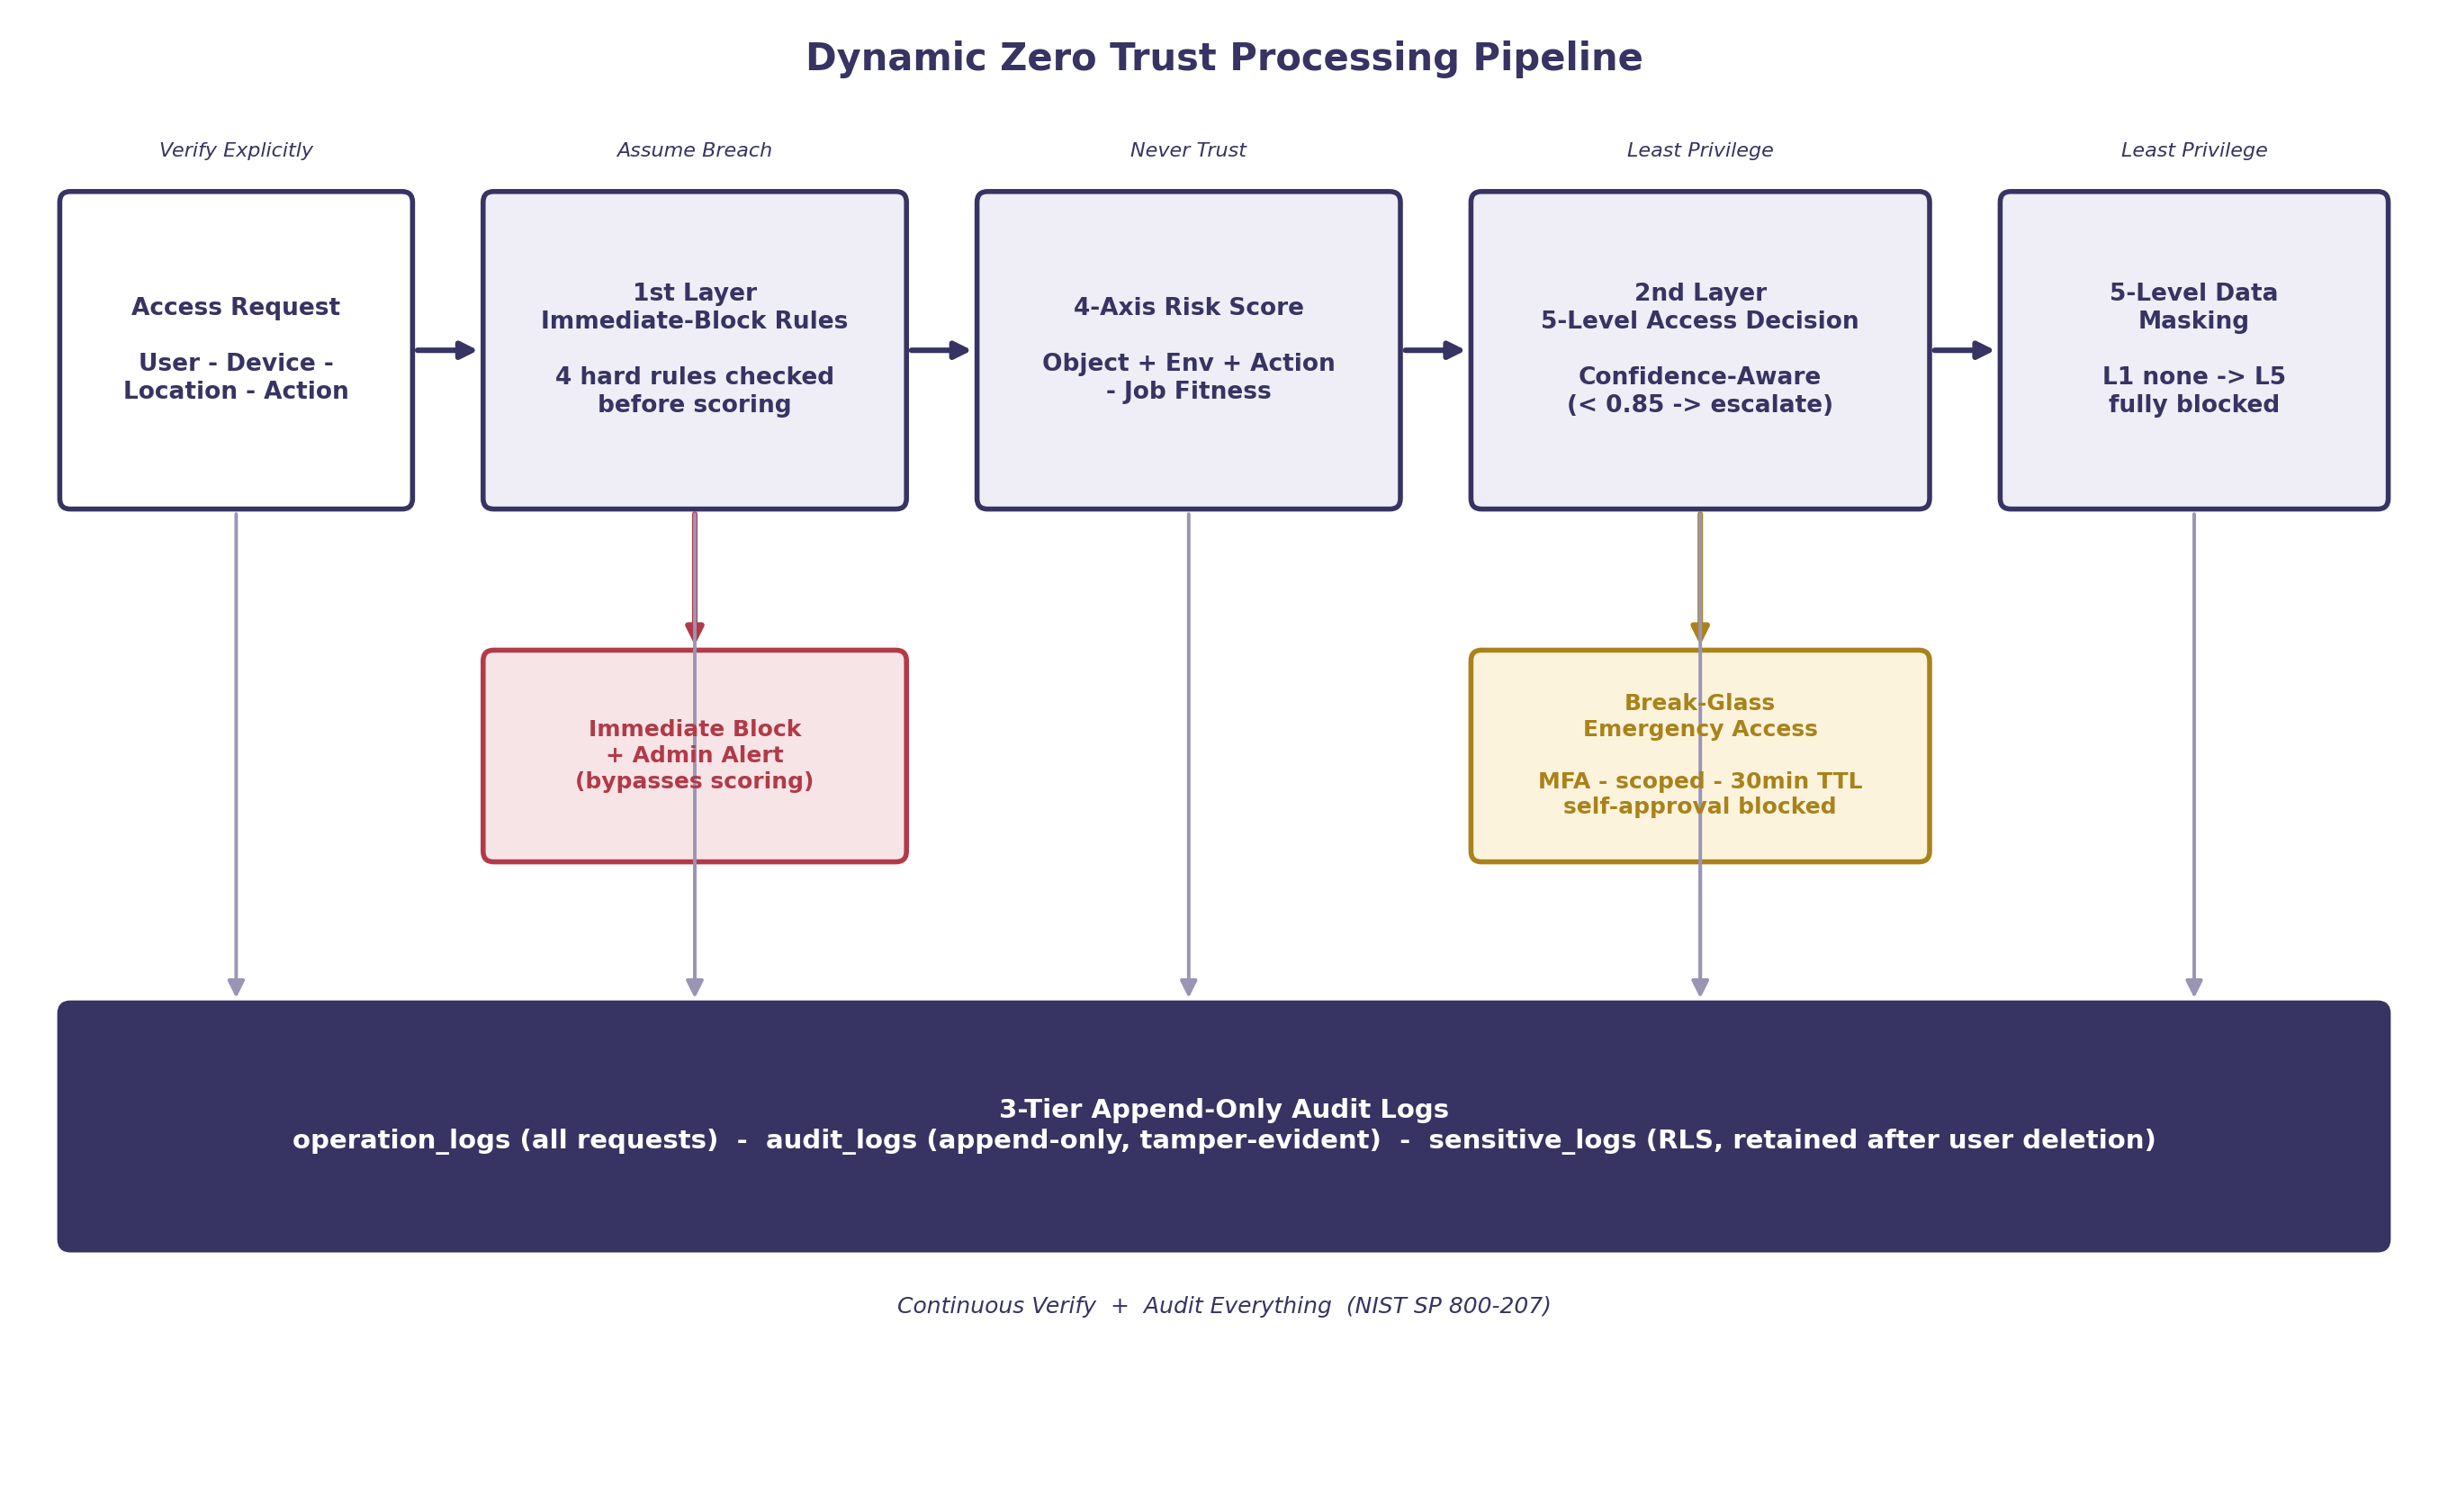 Dynamic Zero Trust Processing Pipeline
Verify Explicitly
Assume Breach
Never Trust
Least Privilege
Least Privilege
Access Request
User - Device -
Location - Action
1st Layer
Immediate-Block Rules
4 hard rules checked
before scoring
4-Axis Risk Score
Object + Env + Action
- Job Fitness
2nd Layer
5-Level Access Decision
Confidence-Aware
(< 0.85 -> escalate)
5-Level Data
Masking
L1 none -> L5
fully blocked
Immediate Block
+ Admin Alert
(bypasses scoring)
Break-Glass
Emergency Access
MFA - scoped - 30min TTL
self-approval blocked
3-Tier Append-Only Audit Logs
operation_logs (all requests)  -  audit_logs (append-only, tamper-evident)  -  sensitive_logs (RLS, retained after user deletion)
Continuous Verify  +  Audit Everything  (NIST SP 800-207)